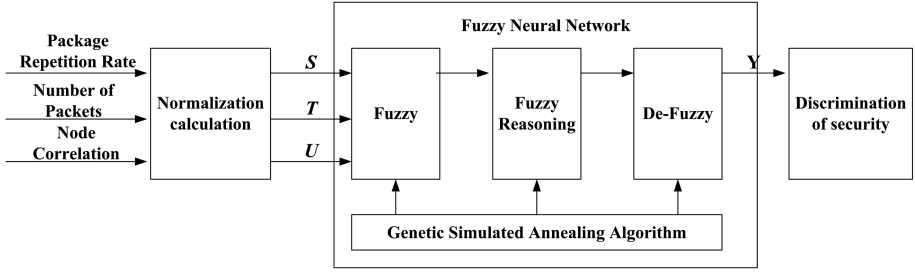 Fuzzy Neural Network
Package
Repetition Rate
Number of
Packets
Node
Correlation
Normalization
calculation
S
T
U
Fuzzy
Fuzzy
Reasoning
De-Fuzzy
Y
Discrimination
of security
Genetic Simulated Annealing Algorithm